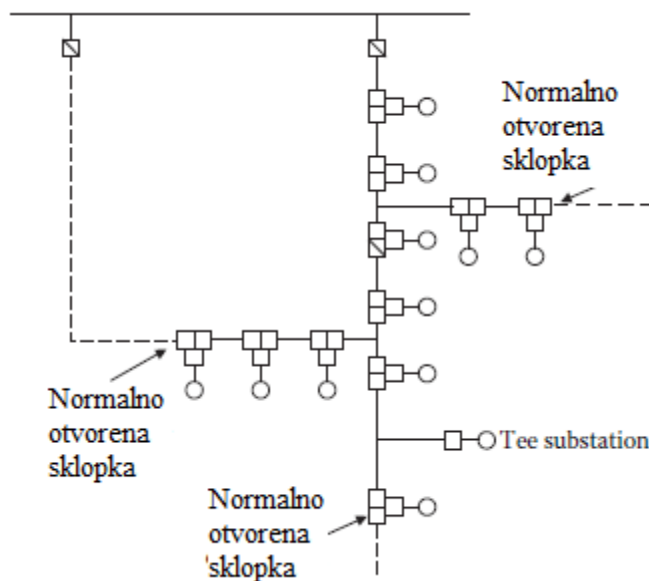 Normalno
otvorena
sklopka
Normalno
otvorena
sklopka
Tee substation
Normalno
otvorena
'sklopka